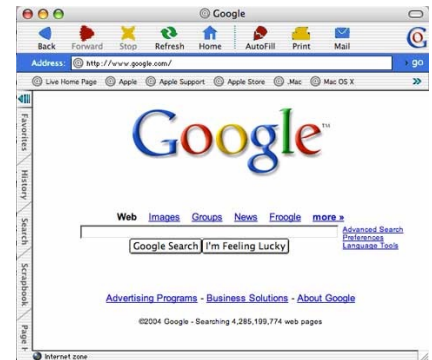 Google
Back Forward Stop Refresh Home AutoFill Print Mail
Address: http://www.google.com/ go
Live Home Page Apple Apple Support Apple Store .Mac Mac OS X »
Favorites
History
Search
Scrapbook
Page H
Google™
Web Images Groups News Froogle more »
Advanced Search
Preferences
Language Tools
Google Search I'm Feeling Lucky
Advertising Programs - Business Solutions - About Google
©2004 Google - Searching 4,285,199,774 web pages
Internet zone